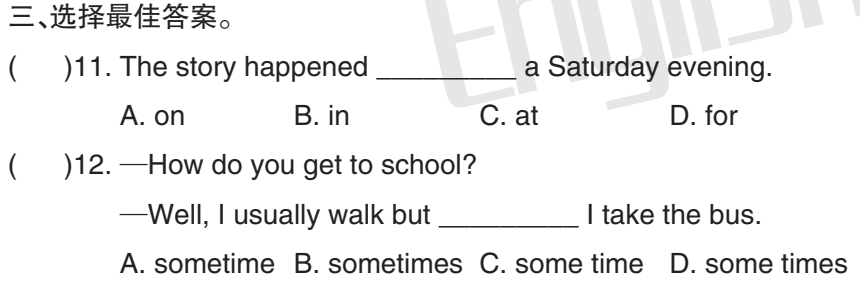 三、选择最佳答案。
(    )11. The story happened _________ a Saturday evening.
A. on    B. in    C. at    D. for
(    )12. —How do you get to school?
—Well, I usually walk but _________ I take the bus.
A. sometime  B. sometimes  C. some time  D. some times
English